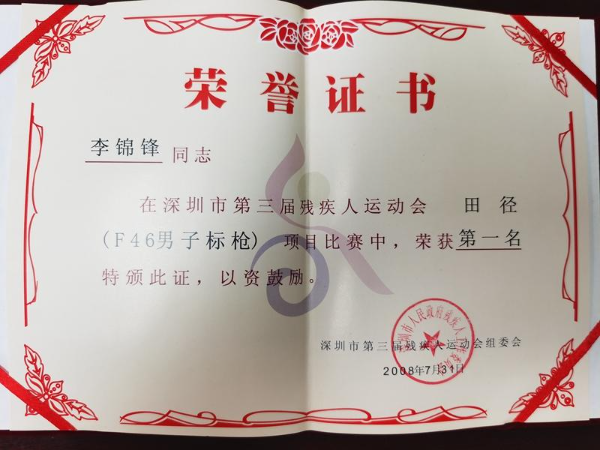 荣誉证书
李锦锋 同志
在深圳市第三届残疾人运动会 田径
(F46男子标枪) 项目比赛中，荣获 第一名
特颁此证，以资鼓励。
深圳市第三届残疾人运动会组委会
2008年7月31日